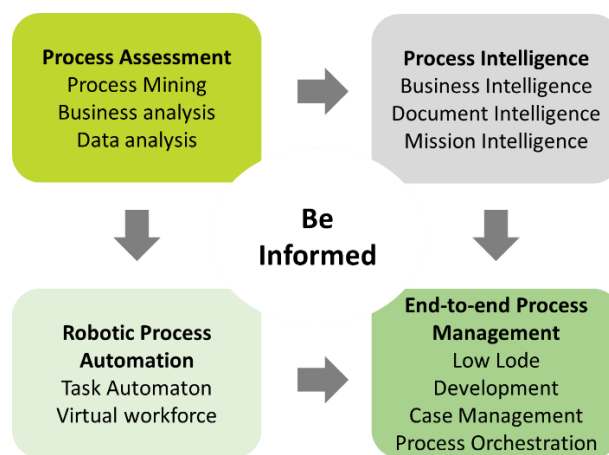 Process Assessment
Process Mining
Business analysis
Data analysis
Process Intelligence
Business Intelligence
Document Intelligence
Mission Intelligence
Be
Informed
Robotic Process
Automation
Task Automaton
Virtual workforce
End-to-end Process
Management
Low Lode
Development
Case Management
Process Orchestration